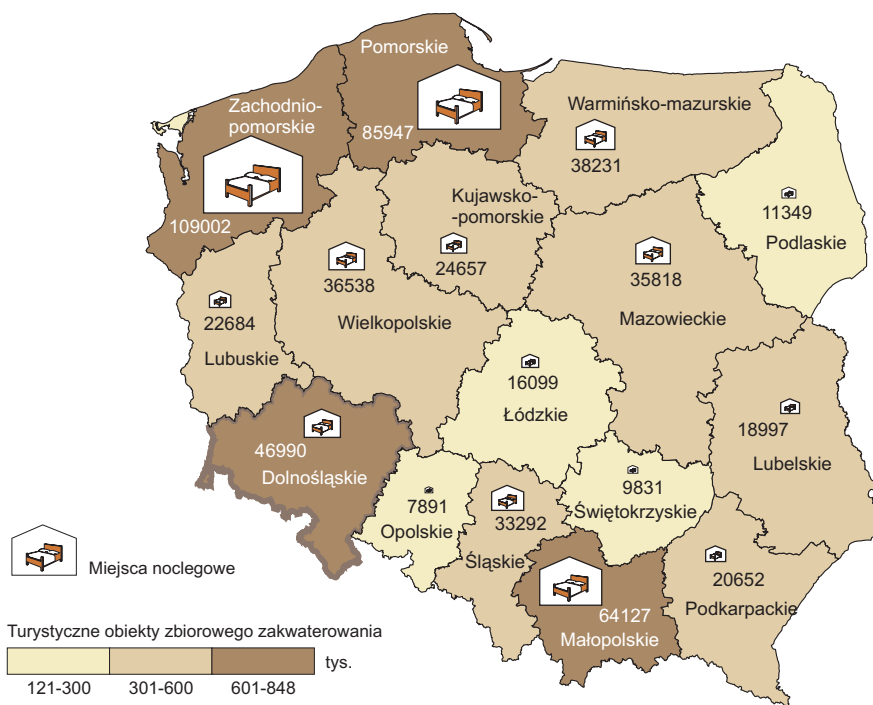 Pomorskie
85947
Zachodnio-
pomorskie
109002
Warmińsko-mazurskie
38231
11349
Podlaskie
Kujawsko-
-pomorskie
24657
36538
Wielkopolskie
35818
Mazowieckie
22684
Lubuskie
16099
Łódzkie
46990
Dolnośląskie
18997
Lubelskie
7891
Opolskie
33292
Śląskie
9831
Świętokrzyskie
64127
Małopolskie
20652
Podkarpackie
Miejsca noclegowe
Turystyczne obiekty zbiorowego zakwaterowania
tys.
121-300 301-600 601-848